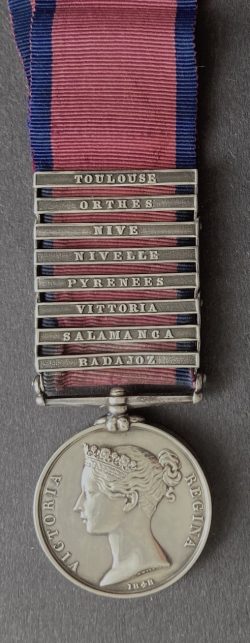 TOULOUSE
ORTHES
NIVE
NIVELLE
PYRENEES
VITTORIA
SALAMANCA
BADAJOZ
VICTORIA REGINA
1848